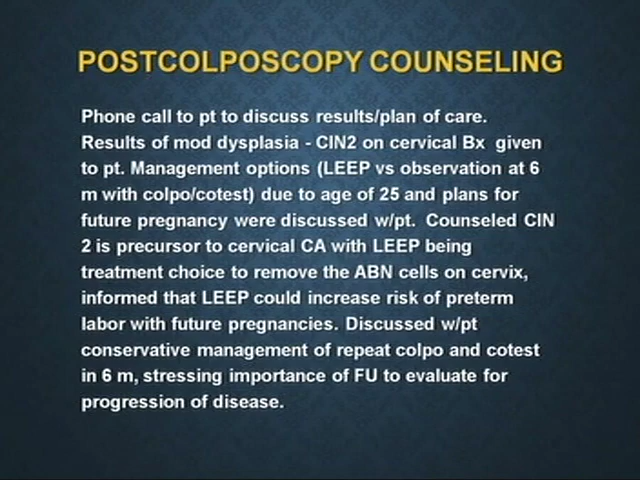 POSTCOLPOSCOPY COUNSELING
Phone call to pt to discuss results/plan of care.
Results of mod dysplasia - CIN2 on cervical Bx given
to pt. Management options (LEEP vs observation at 6
m with colpo/cotest) due to age of 25 and plans for
future pregnancy were discussed w/pt. Counseled CIN
2 is precursor to cervical CA with LEEP being
treatment choice to remove the ABN cells on cervix,
informed that LEEP could increase risk of preterm
labor with future pregnancies. Discussed w/pt
conservative management of repeat colpo and cotest
in 6 m, stressing importance of FU to evaluate for
progression of disease.